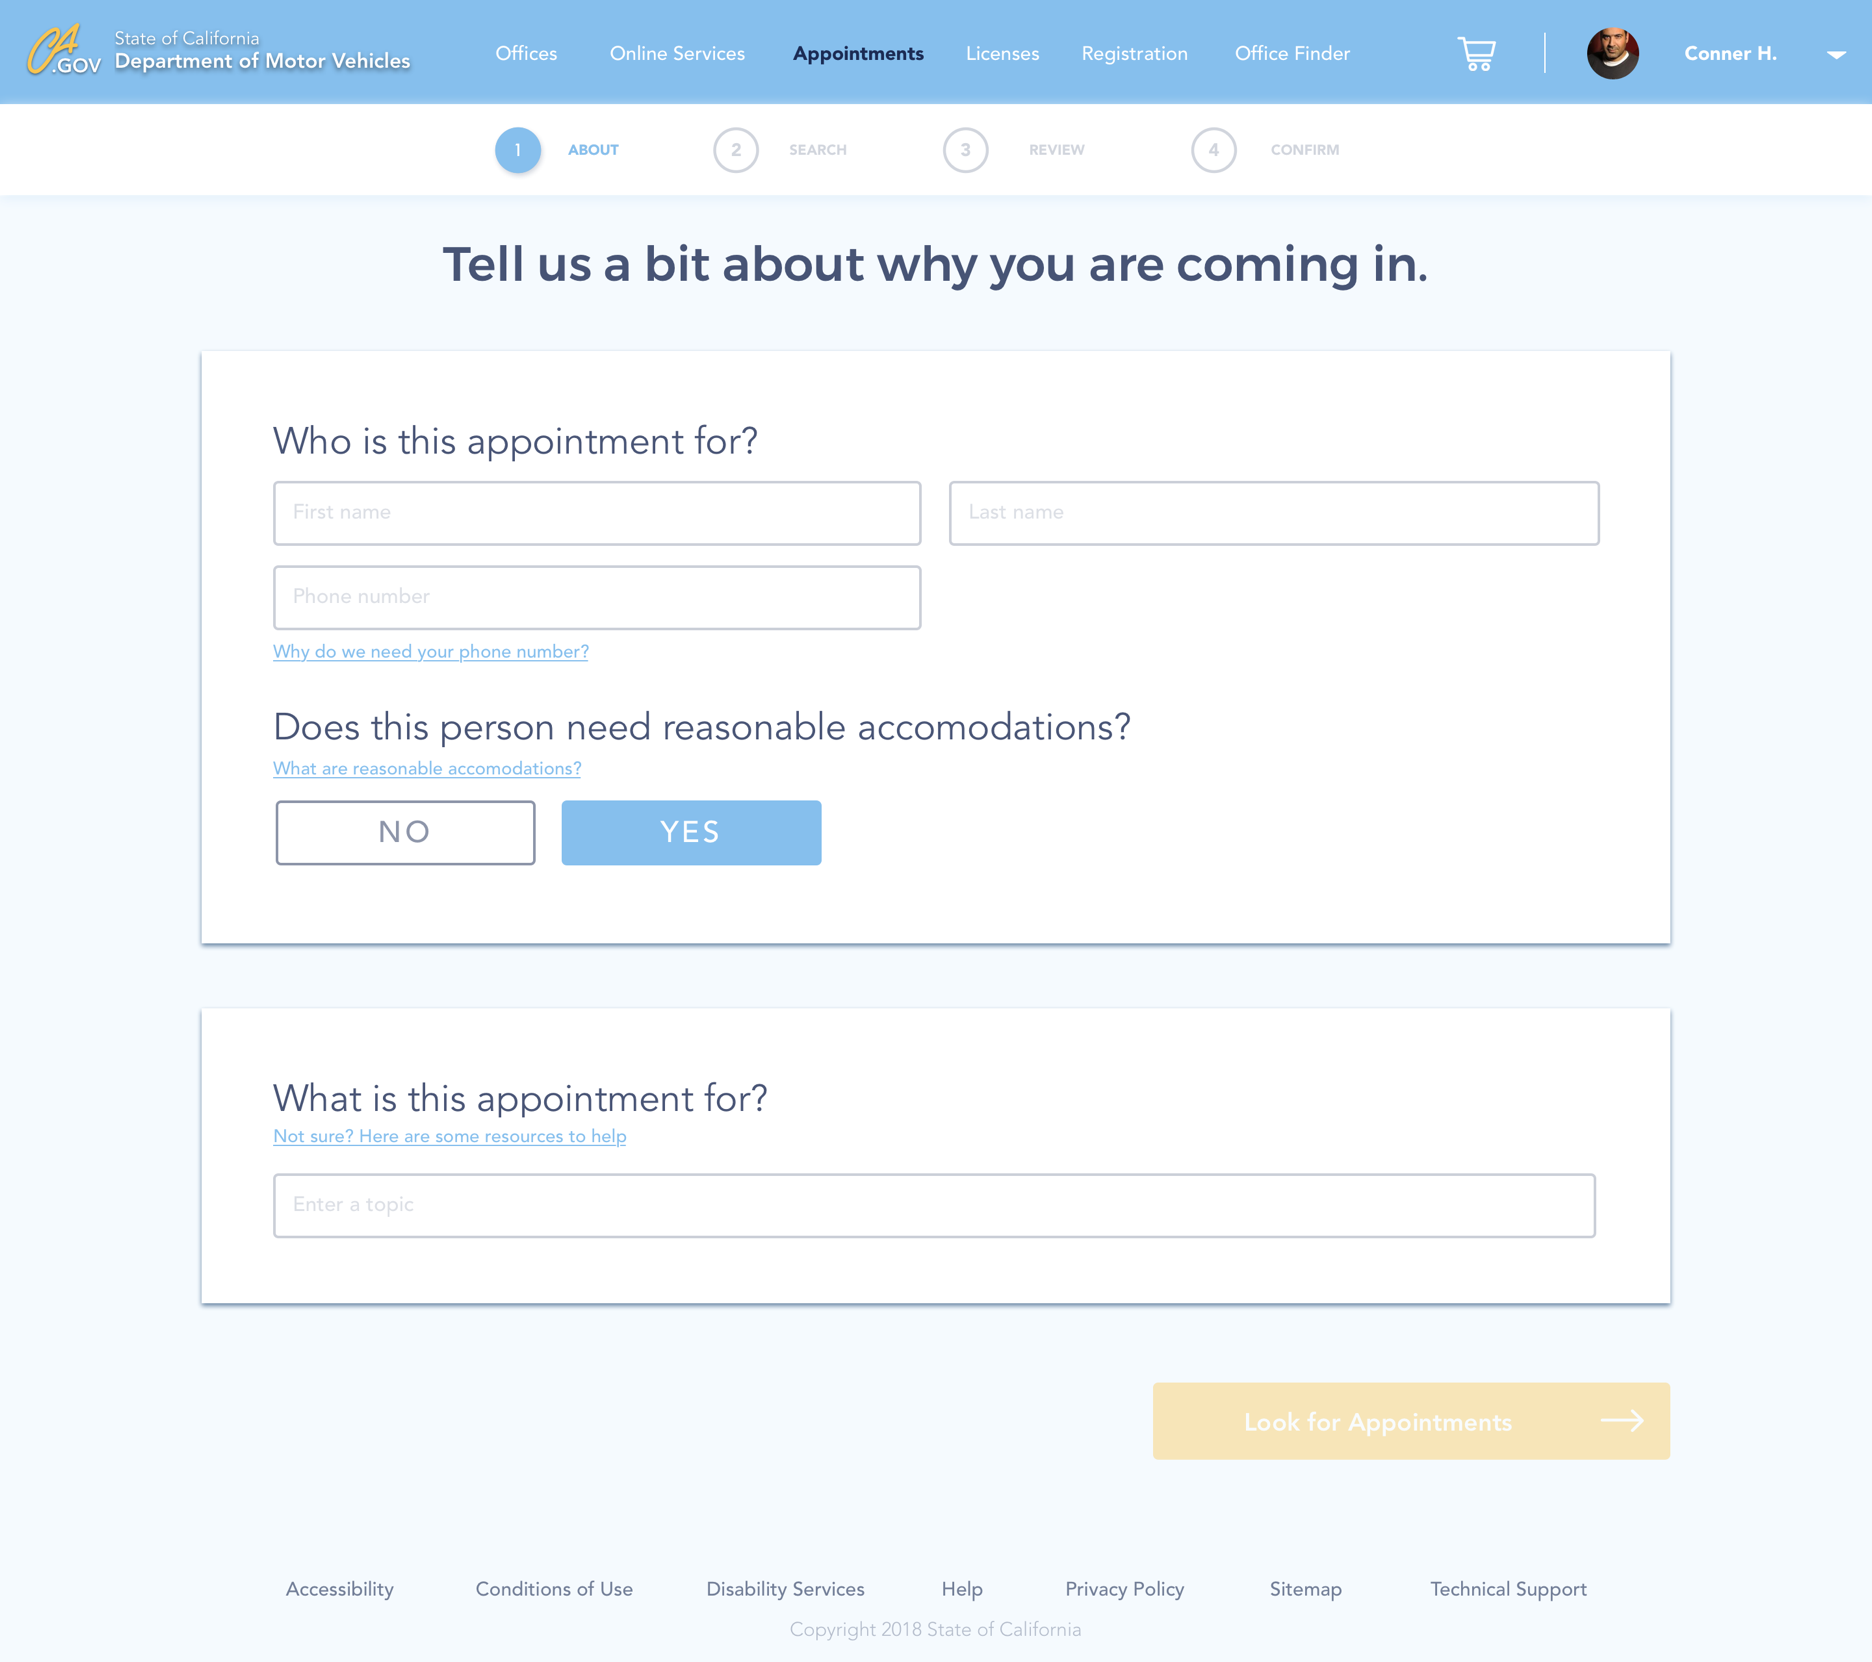 CA.GOV
State of California
Department of Motor Vehicles
Offices
Online Services
Appointments
Licenses
Registration
Office Finder
Conner H.
1 ABOUT
2 SEARCH
3 REVIEW
4 CONFIRM
Tell us a bit about why you are coming in.
Who is this appointment for?
First name
Last name
Phone number
Why do we need your phone number?
Does this person need reasonable accomodations?
What are reasonable accomodations?
NO
YES
What is this appointment for?
Not sure? Here are some resources to help
Enter a topic
Look for Appointments
Accessibility
Conditions of Use
Disability Services
Help
Privacy Policy
Sitemap
Technical Support
Copyright 2018 State of California